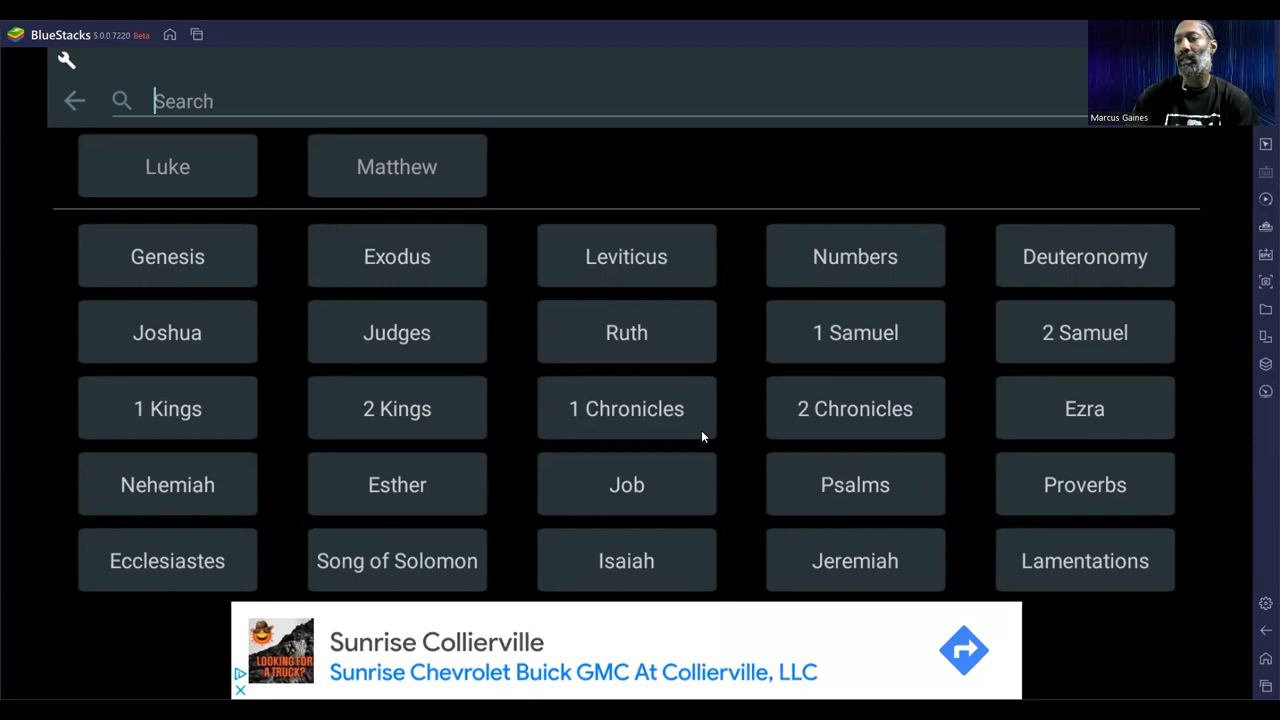 BlueStacks 5.0.0.7220 Beta
Search
Marcus Gaines
Luke Matthew
Genesis Exodus Leviticus Numbers Deuteronomy
Joshua Judges Ruth 1 Samuel 2 Samuel
1 Kings 2 Kings 1 Chronicles 2 Chronicles Ezra
Nehemiah Esther Job Psalms Proverbs
Ecclesiastes Song of Solomon Isaiah Jeremiah Lamentations
LOOKING FOR
A TRUCK?
Sunrise Collierville
Sunrise Chevrolet Buick GMC At Collierville, LLC